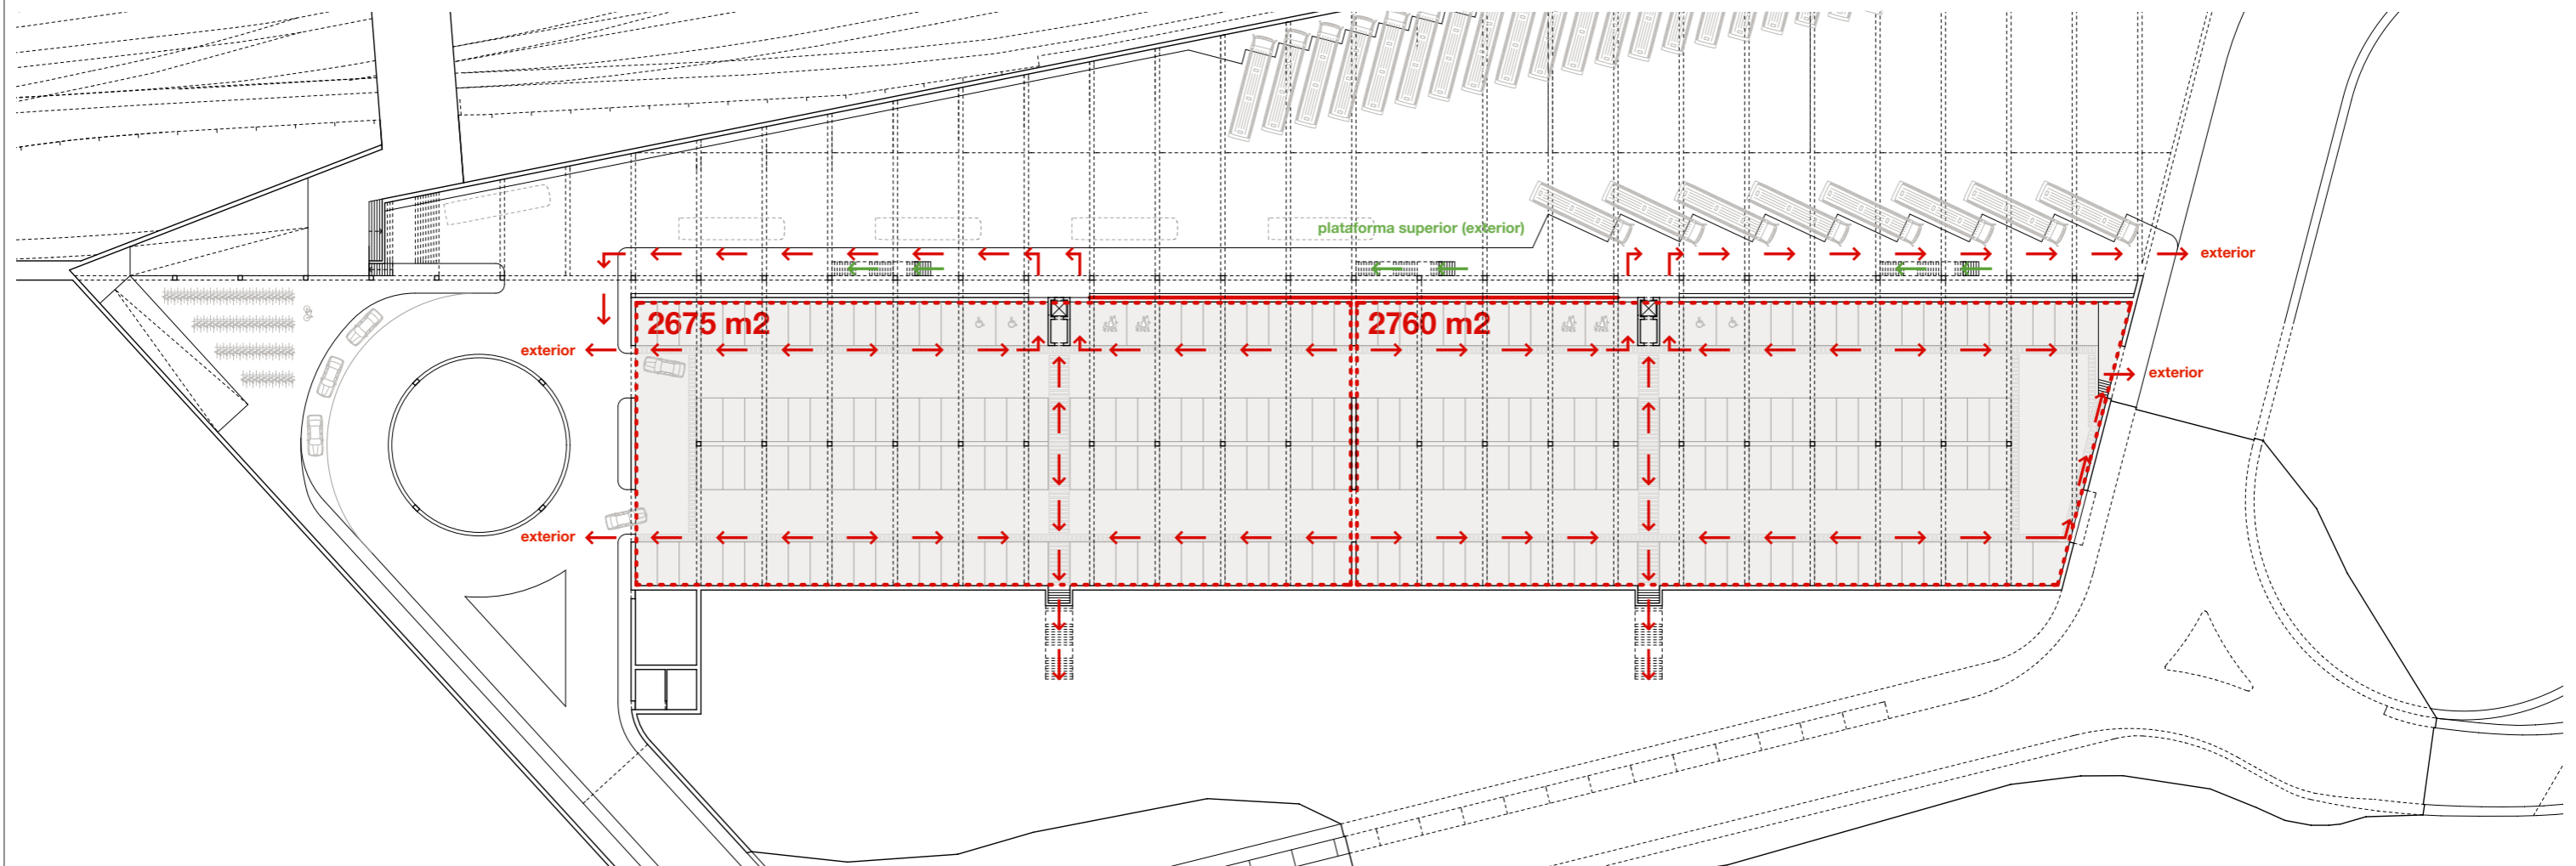 plataforma superior (exterior)
exterior
2675 m2
2760 m2
exterior
exterior
exterior